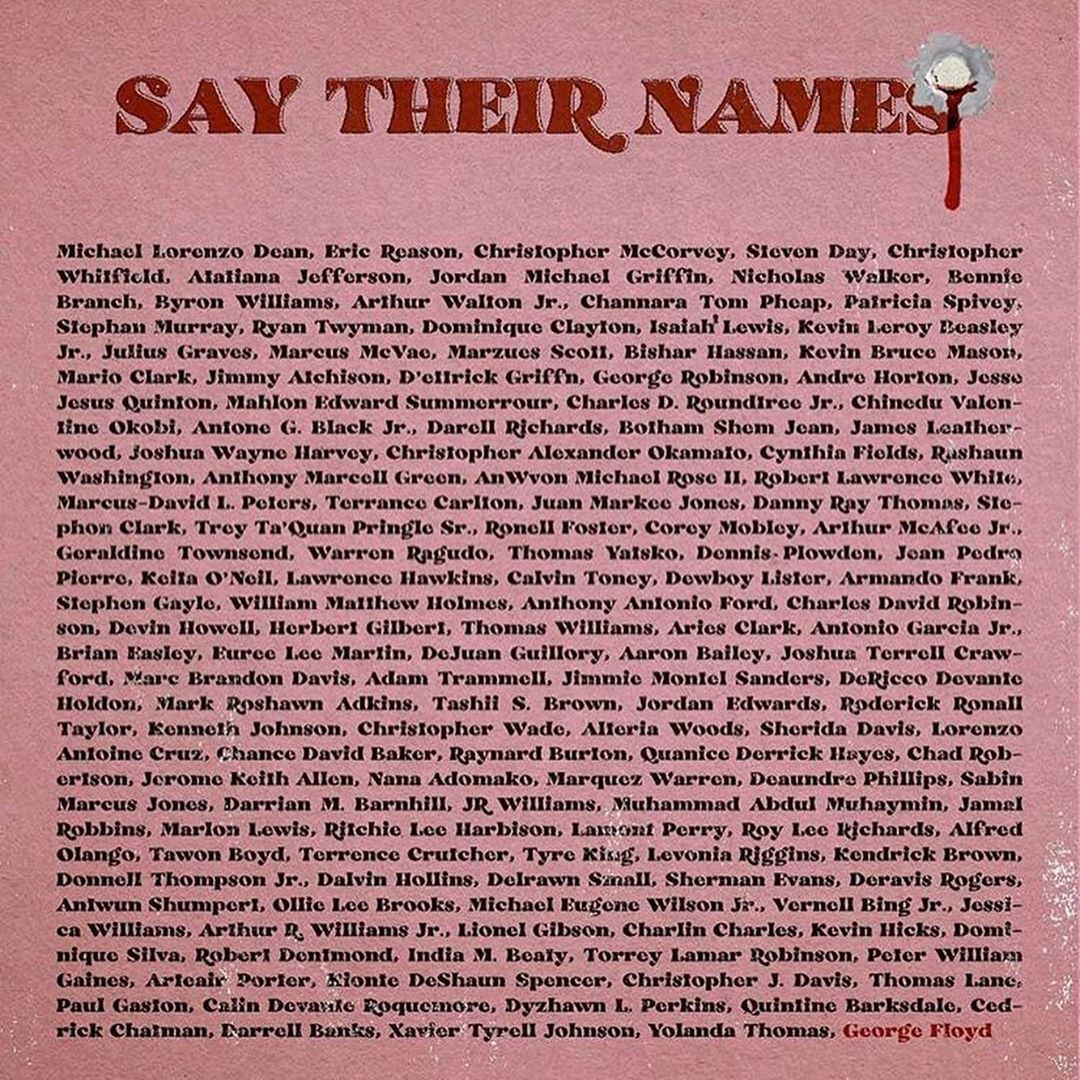 SAY THEIR NAMES
Michael Lorenzo Dean, Eric Reason, Christopher McCorvey, Steven Day, Christopher
Whitfield, Atatiana Jefferson, Jordan Michael Griffin, Nicholas Walker, Bennie
Branch, Byron Williams, Arthur Walton Jr., Channara Tom Pheap, Patricia Spivey,
Stephan Murray, Ryan Twyman, Dominique Clayton, Isaiah Lewis, Kevin Leroy Beasley
Jr., Julius Graves, Marcus McVae, Marzues Scott, Bishar Hassan, Kevin Bruce Mason,
Mario Clark, Jimmy Atchison, D'ettrick Griffn, George Robinson, Andre Horton, Jesse
Jesus Quinton, Mahlon Edward Summerrour, Charles D. Roundtree Jr., Chinedu Valen-
tine Okobi, Antone G. Black Jr., Darell Richards, Botham Shem Jean, James Leather-
wood, Joshua Wayne Harvey, Christopher Alexander Okamato, Cynthia Fields, Rashaun
Washington, Anthony Marcell Green, AnWvon Michael Rose II, Robert Lawrence White,
Marcus-David L. Peters, Terrance Carlton, Juan Markee Jones, Danny Ray Thomas, Ste-
phon Clark, Trey Ta'Quan Pringle Sr., Ronell Foster, Corey Mobley, Arthur McAfee Jr.,
Geraldine Townsend, Warren Ragudo, Thomas Yatsko, Dennis Plowden, Jean Pedro
Pierre, Keita O'Neil, Lawrence Hawkins, Calvin Toney, Dewboy Lister, Armando Frank,
Stephen Gayle, William Matthew Holmes, Anthony Antonio Ford, Charles David Robin-
son, Devin Howell, Herbert Gilbert, Thomas Williams, Aries Clark, Antonio Garcia Jr.,
Brian Easley, Euree Lee Martin, DeJuan Guillory, Aaron Bailey, Joshua Terrell Craw-
ford, Marc Brandon Davis, Adam Trammell, Jimmie Montel Sanders, DeRicco Devante
Holdon, Mark Roshawn Adkins, Tashii S. Brown, Jordan Edwards, Roderick Ronall
Taylor, Kenneth Johnson, Christopher Wade, Alteria Woods, Sherida Davis, Lorenzo
Antoine Cruz, Chance David Baker, Raynard Burton, Quanice Derrick Hayes, Chad Rob-
ertson, Jerome Keith Allen, Nana Adomako, Marquez Warren, Deaundre Phillips, Sabin
Marcus Jones, Darrian M. Barnhill, JR Williams, Muhammad Abdul Muhaymin, Jamal
Robbins, Marlon Lewis, Ritchie Lee Harbison, Lamont Perry, Roy Lee Richards, Alfred
Olango, Tawon Boyd, Terrence Crutcher, Tyre King, Levonia Riggins, Kendrick Brown,
Donnell Thompson Jr., Dalvin Hollins, Delrawn Small, Sherman Evans, Deravis Rogers,
Antwun Shumpert, Ollie Lee Brooks, Michael Eugene Wilson Jr., Vernell Bing Jr., Jessi-
ca Williams, Arthur R. Williams Jr., Lionel Gibson, Charlin Charles, Kevin Hicks, Domi-
nique Silva, Robert Dentmond, India M. Beaty, Torrey Lamar Robinson, Peter William
Gaines, Arteair Porter, Kionte DeShaun Spencer, Christopher J. Davis, Thomas Lane,
Paul Gaston, Calin Devante Roquemore, Dyzhawn L. Perkins, Quintine Barksdale, Ced-
rick Chatman, Darrell Banks, Xavier Tyrell Johnson, Yolanda Thomas, George Floyd